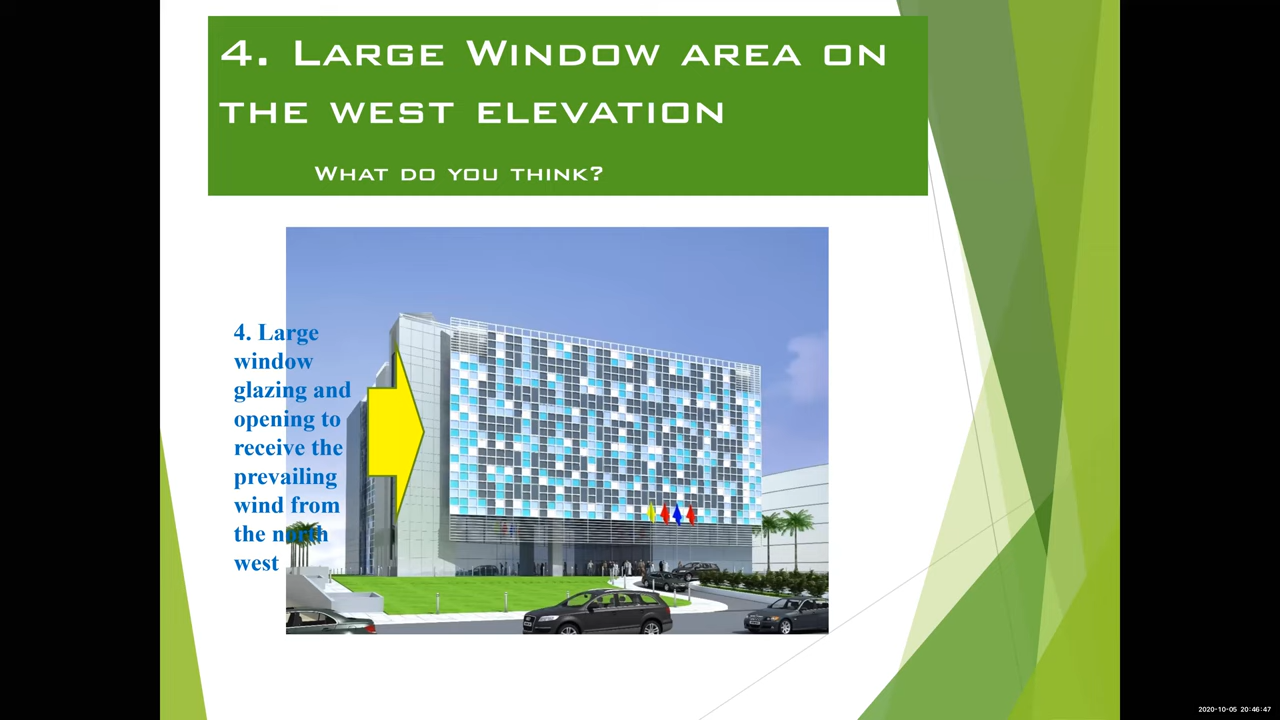 4. Large Window area on
the west elevation
What do you think?
4. Large
window
glazing and
opening to
receive the
prevailing
wind from
the north
west
2020-10-05 20:46:47